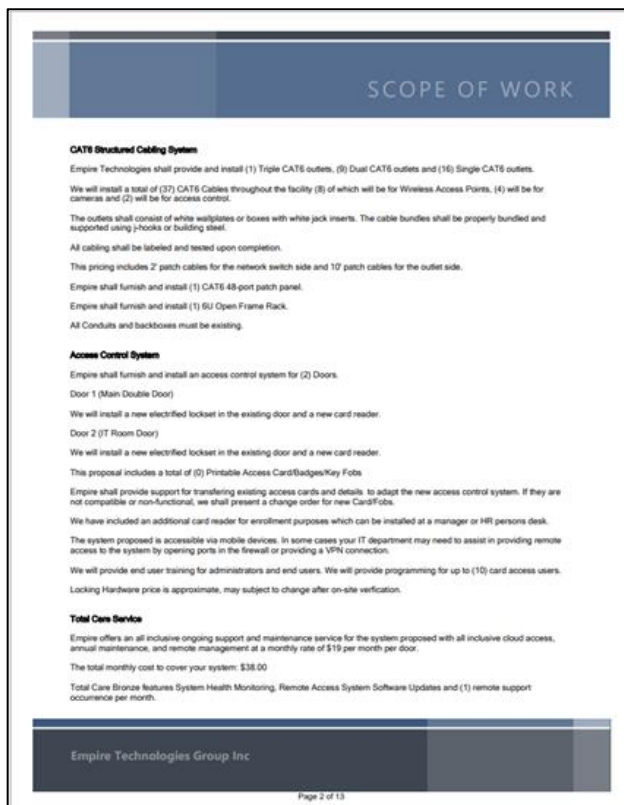 SCOPE OF WORK
CAT6 Structured Cabling System
Empire Technologies shall provide and install (1) Triple CAT6 outlets, (9) Dual CAT6 outlets and (16) Single CAT6 outlets.
We will install a total of (37) CAT6 Cables throughout the facility (8) of which will be for Wireless Access Points, (4) will be for
cameras and (2) will be for access control.
The outlets shall consist of white wallplates or boxes with white jack inserts. The cable bundles shall be properly bundled and
supported using j-hooks or building steel.
All cabling shall be labeled and tested upon completion.
This pricing includes 2' patch cables for the network switch side and 10' patch cables for the outlet side.
Empire shall furnish and install (1) CAT6 48-port patch panel.
Empire shall furnish and install (1) 6U Open Frame Rack.
All Conduits and backboxes must be existing.
Access Control System
Empire shall furnish and install an access control system for (2) Doors.
Door 1 (Main Double Door)
We will install a new electrified lockset in the existing door and a new card reader.
Door 2 (IT Room Door)
We will install a new electrified lockset in the existing door and a new card reader.
This proposal includes a total of (0) Printable Access Card/Badges/Key Fobs
Empire shall provide support for transfering existing access cards and details to adapt the new access control system. If they are
not compatible or non-functional, we shall present a change order for new Card/Fobs.
We have included an additional card reader for enrollment purposes which can be installed at a manager or HR persons desk.
The system proposed is accessible via mobile devices. In some cases your IT department may need to assist in providing remote
access to the system by opening ports in the firewall or providing a VPN connection.
We will provide end user training for administrators and end users. We will provide programming for up to (10) card access users.
Locking Hardware price is approximate, may subject to change after on-site verfication.
Total Care Service
Empire offers an all inclusive ongoing support and maintenance service for the system proposed with all inclusive cloud access,
annual maintenance, and remote management at a monthly rate of $19 per month per door.
The total monthly cost to cover your system: $38.00
Total Care Bronze features System Health Monitoring, Remote Access System Software Updates and (1) remote support
occurrence per month.
Empire Technologies Group Inc
Page 2 of 13